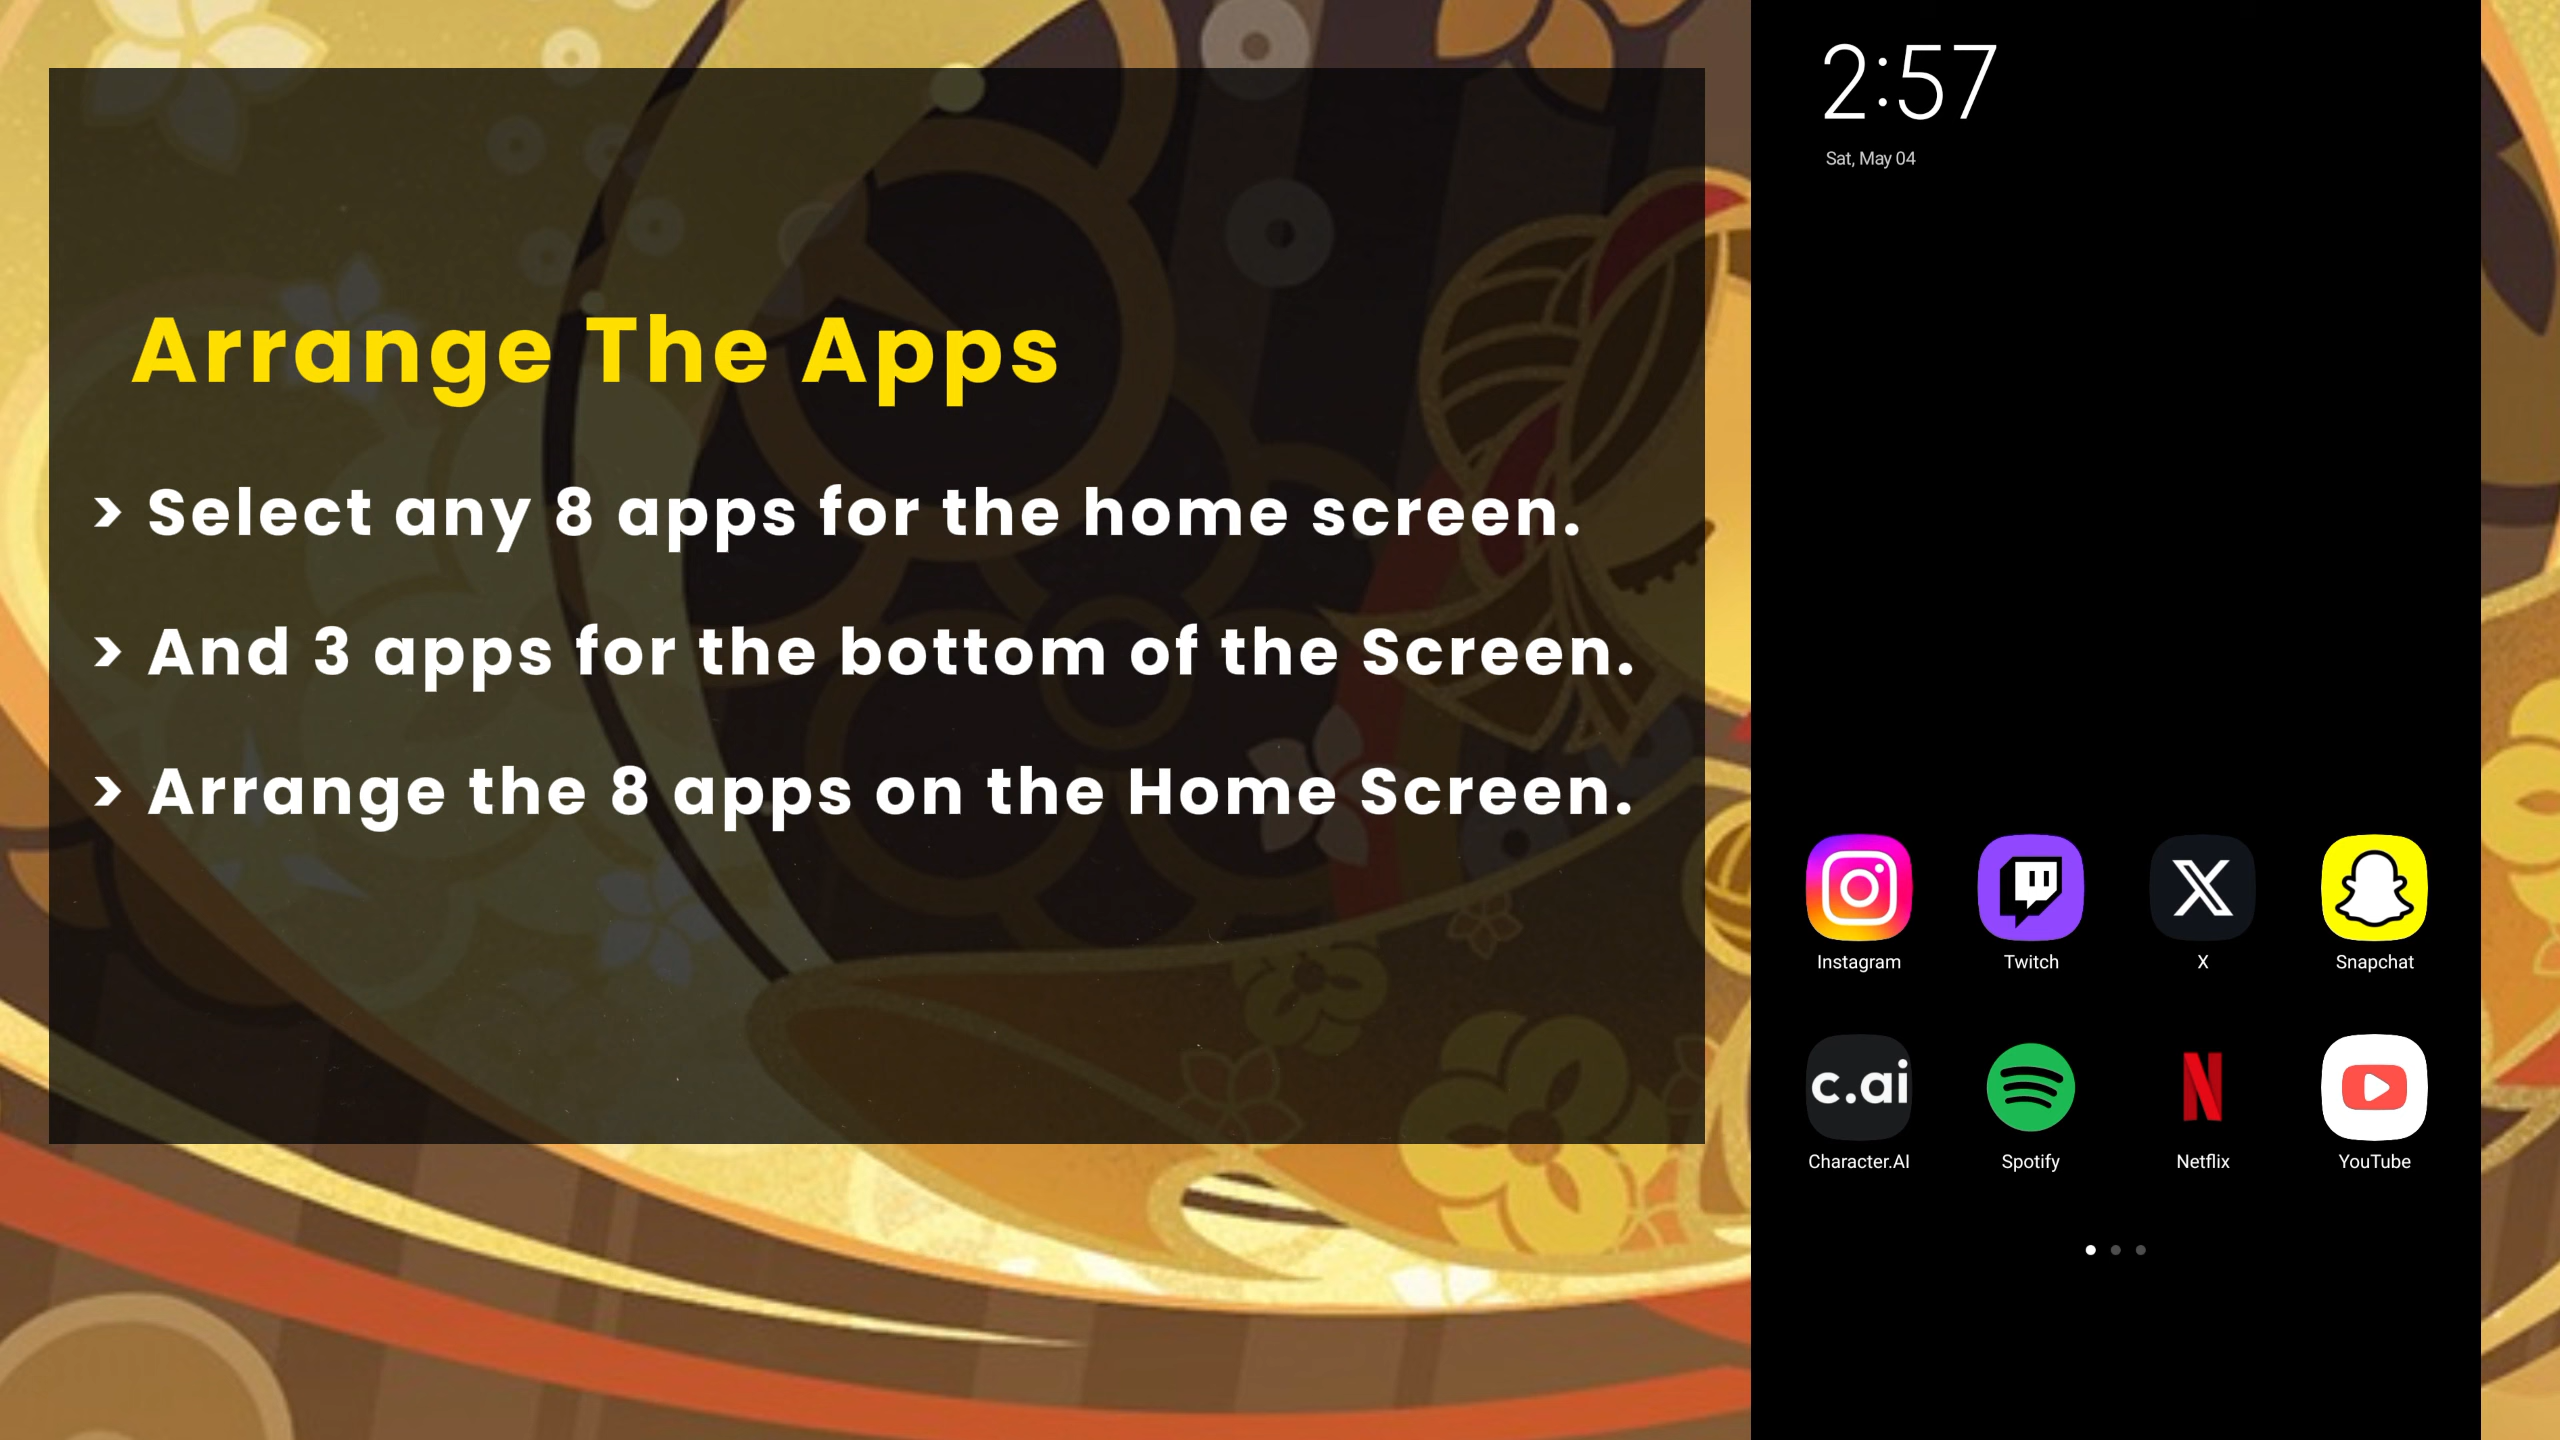 Arrange The Apps
> Select any 8 apps for the home screen.
> And 3 apps for the bottom of the Screen.
> Arrange the 8 apps on the Home Screen.
2:57
Sat, May 04
Instagram Twitch X Snapchat
c.ai
Character.AI Spotify Netflix YouTube